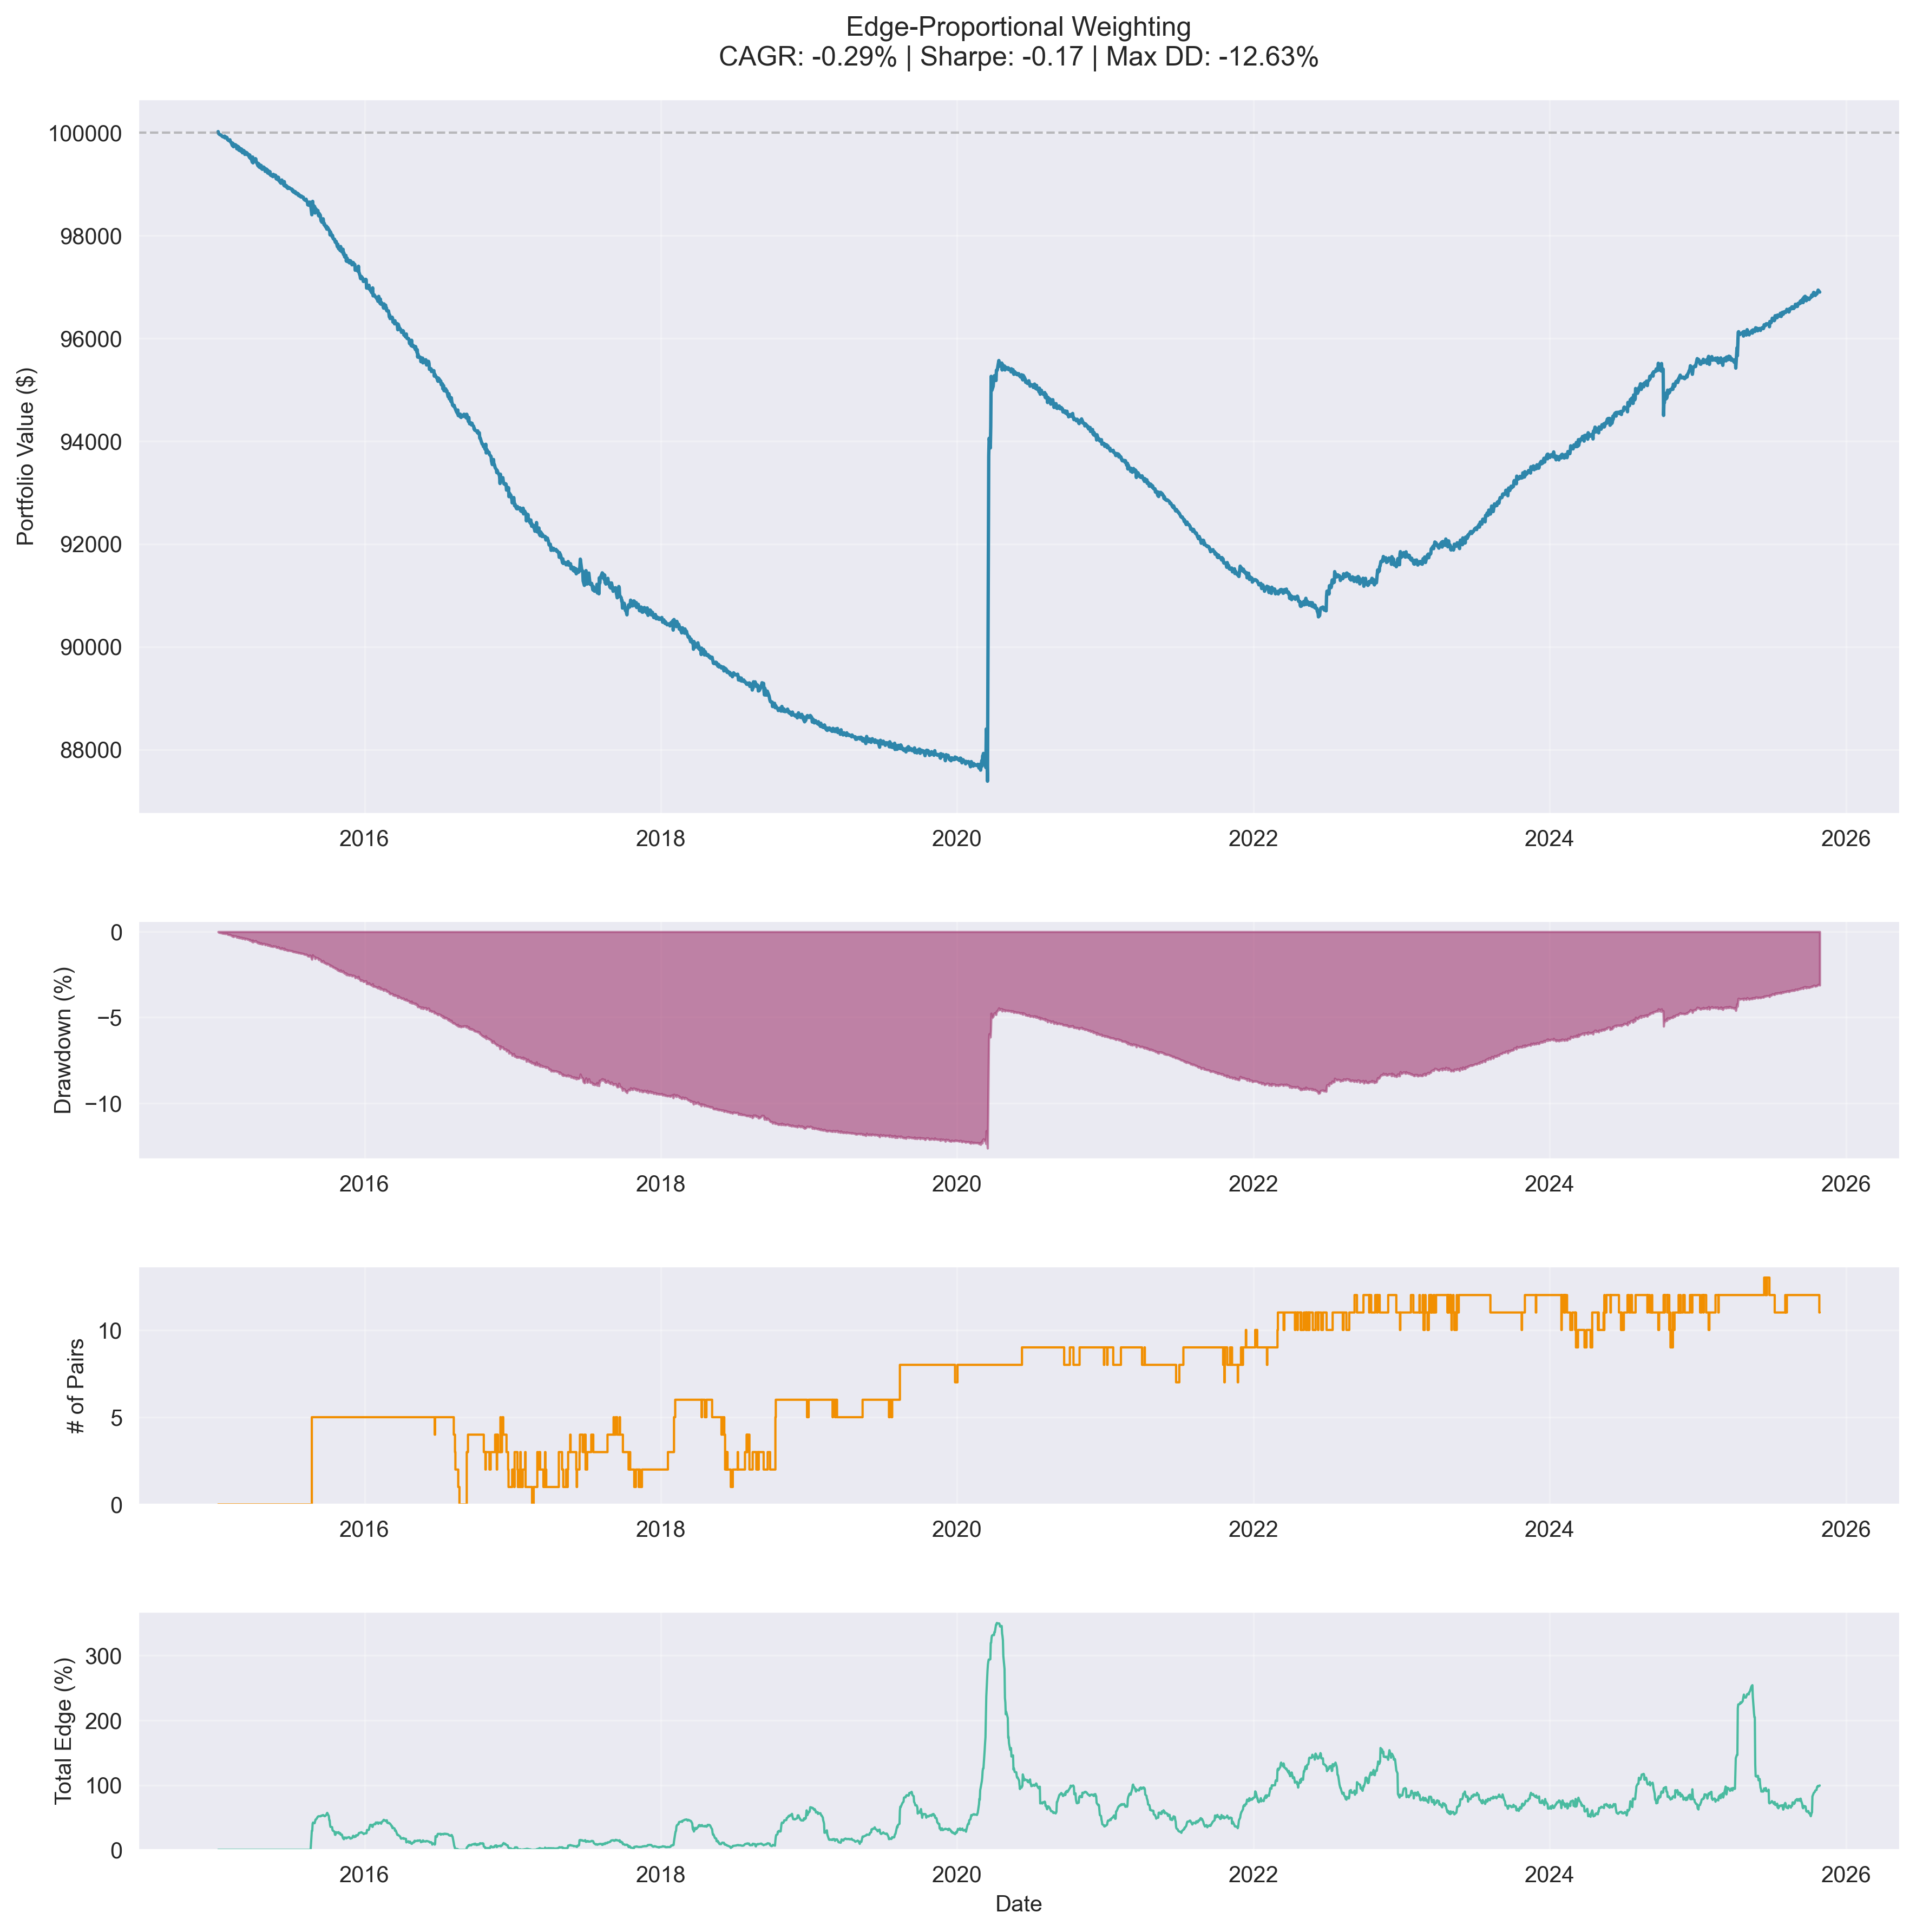 Edge-Proportional Weighting
CAGR: -0.29% | Sharpe: -0.17 | Max DD: -12.63%
Portfolio Value ($)
100000
98000
96000
94000
92000
90000
88000
2016 2018 2020 2022 2024 2026
Drawdown (%)
0
−5
−10
2016 2018 2020 2022 2024 2026
# of Pairs
10
5
0
2016 2018 2020 2022 2024 2026
Total Edge (%)
300
200
100
0
2016 2018 2020 2022 2024 2026
Date